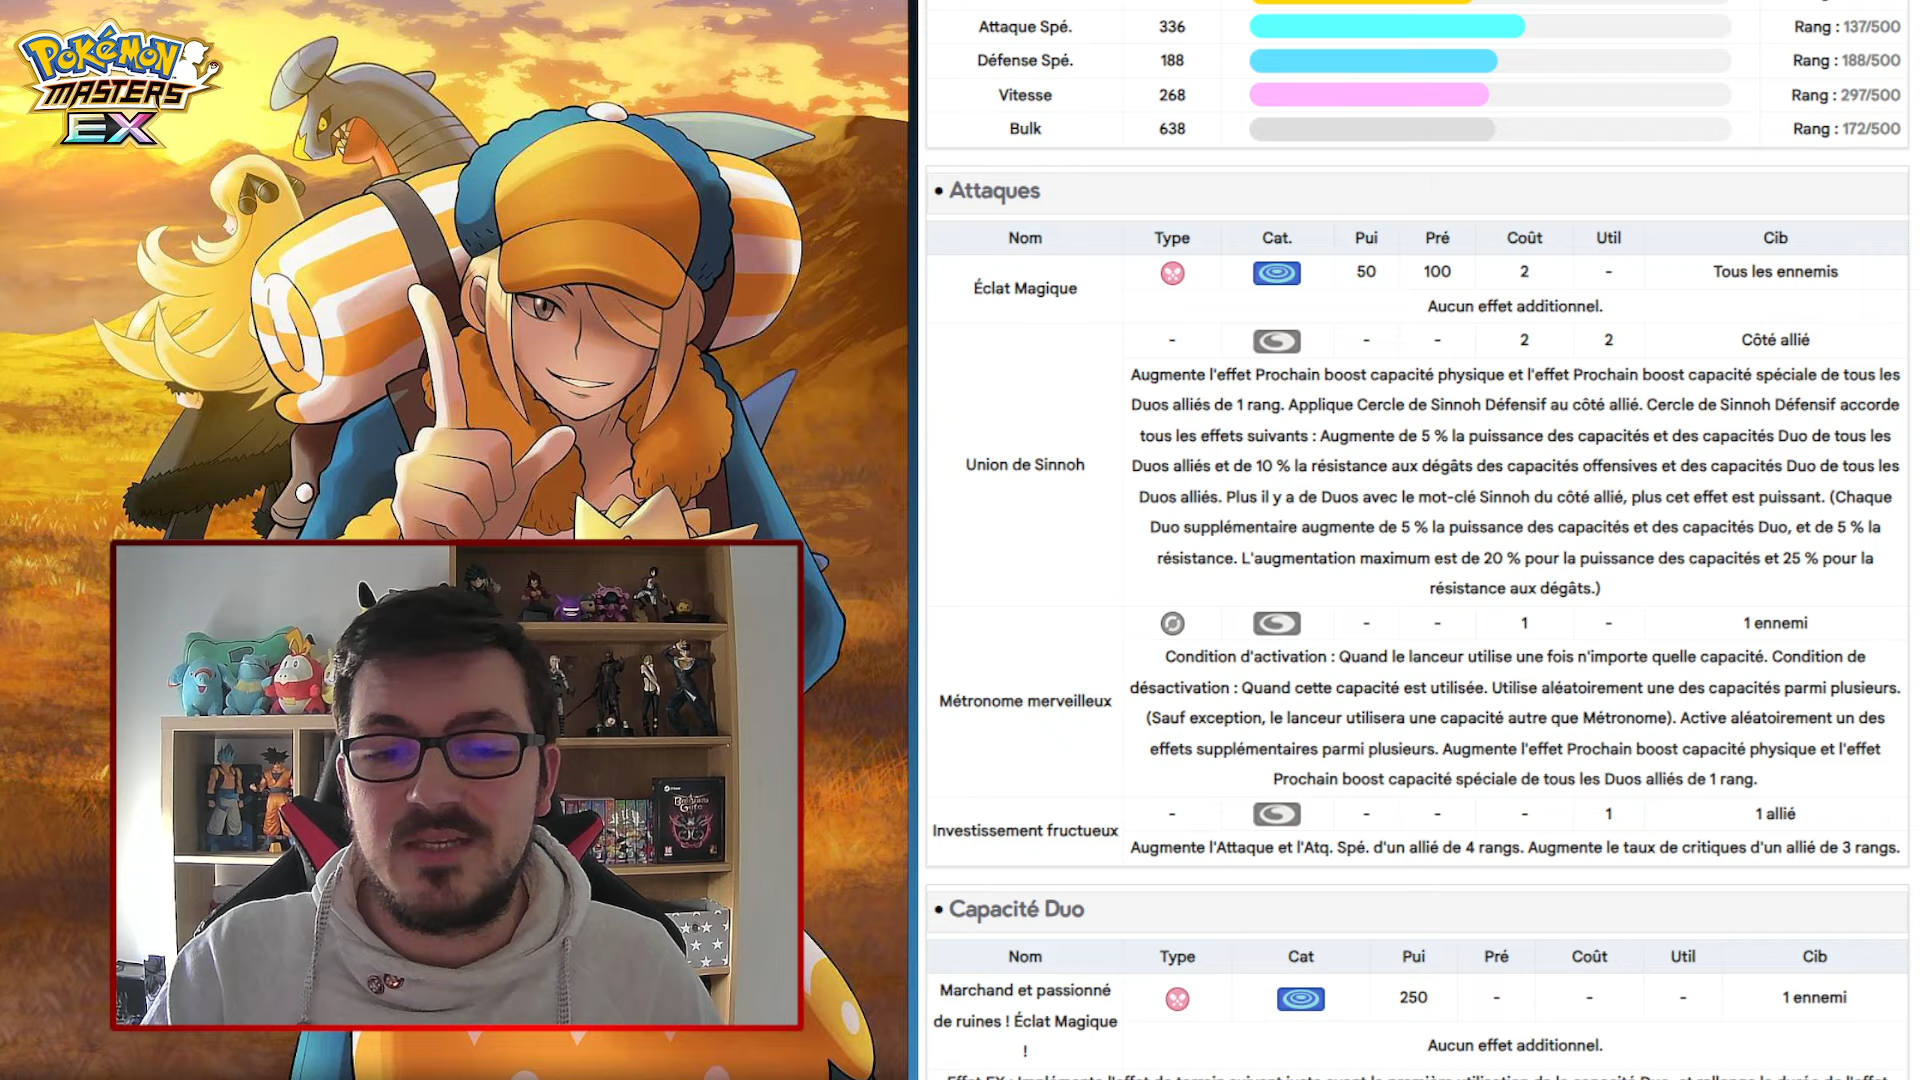 POKÉMON
MASTERS
EX
Attaque Spé. 336 Rang : 137/500
Défense Spé. 188 Rang : 188/500
Vitesse 268 Rang : 297/500
Bulk 638 Rang : 172/500
• Attaques
Nom Type Cat. Pui Pré Coût Util Cib
Éclat Magique 50 100 2 - Tous les ennemis
Aucun effet additionnel.
Union de Sinnoh - - - 2 2 Côté allié
Augmente l'effet Prochain boost capacité physique et l'effet Prochain boost capacité spéciale de tous les
Duos alliés de 1 rang. Applique Cercle de Sinnoh Défensif au côté allié. Cercle de Sinnoh Défensif accorde
tous les effets suivants : Augmente de 5 % la puissance des capacités et des capacités Duo de tous les
Duos alliés et de 10 % la résistance aux dégâts des capacités offensives et des capacités Duo de tous les
Duos alliés. Plus il y a de Duos avec le mot-clé Sinnoh du côté allié, plus cet effet est puissant. (Chaque
Duo supplémentaire augmente de 5 % la puissance des capacités et des capacités Duo, et de 5 % la
résistance. L'augmentation maximum est de 20 % pour la puissance des capacités et 25 % pour la
résistance aux dégâts.)
Métronome merveilleux - - 1 - 1 ennemi
Condition d'activation : Quand le lanceur utilise une fois n'importe quelle capacité. Condition de
désactivation : Quand cette capacité est utilisée. Utilise aléatoirement une des capacités parmi plusieurs.
(Sauf exception, le lanceur utilisera une capacité autre que Métronome). Active aléatoirement un des
effets supplémentaires parmi plusieurs. Augmente l'effet Prochain boost capacité physique et l'effet
Prochain boost capacité spéciale de tous les Duos alliés de 1 rang.
Investissement fructueux - - - - 1 1 allié
Augmente l'Attaque et l'Atq. Spé. d'un allié de 4 rangs. Augmente le taux de critiques d'un allié de 3 rangs.
• Capacité Duo
Nom Type Cat Pui Pré Coût Util Cib
Marchand et passionné
de ruines ! Éclat Magique
!
250 - - - 1 ennemi
Aucun effet additionnel.